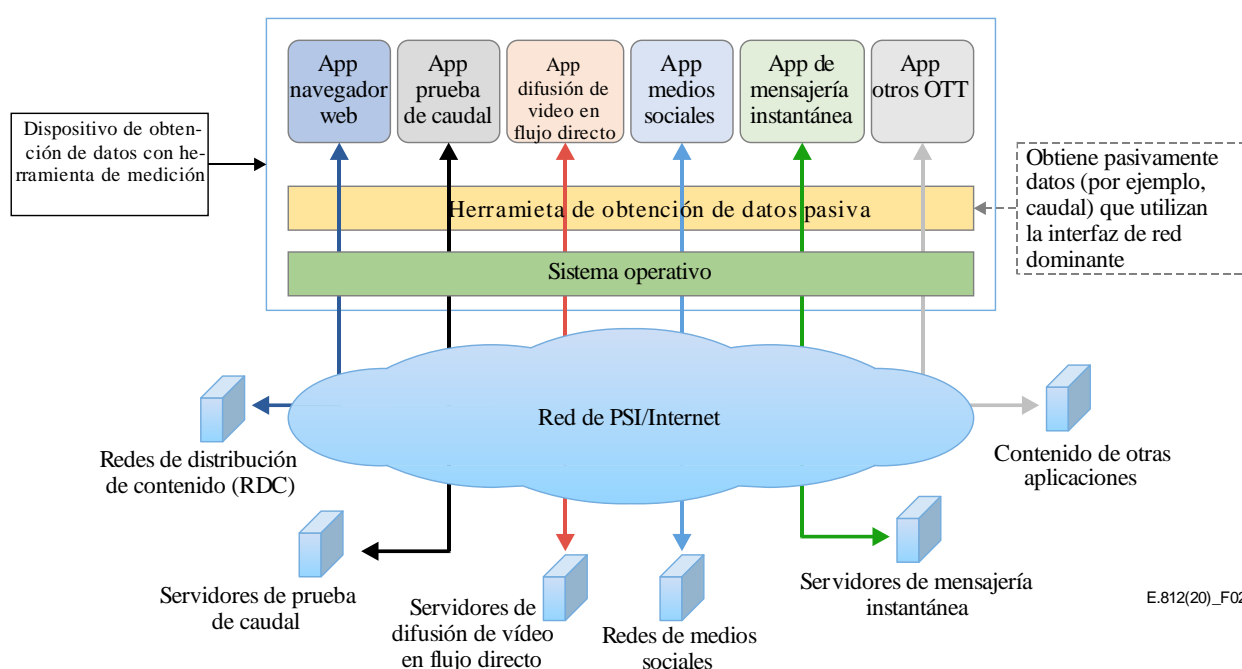 App
navegador
web
App
prueba
de caudal
App
difusión de video en
flujo directo
App
medios
sociales
App de
mensajería
instantánea
App
otros OTT
Dispositivo de obten-
ción de datos con he-
rramienta de medición
Obtiene pasivamente
datos (por ejemplo,
caudal) que utilizan
la interfaz de red
dominante
Herramieta de obtención de datos pasiva
Sistema operativo
Red de PSI/Internet
Redes de distribución
de contenido (RDC)
Contenido de otras
aplicaciones
Servidores de prueba
de caudal
Servidores de
difusión de vídeo
en flujo directo
Redes de medios
sociales
Servidores de mensajería
instantánea
E.812(20)_F02